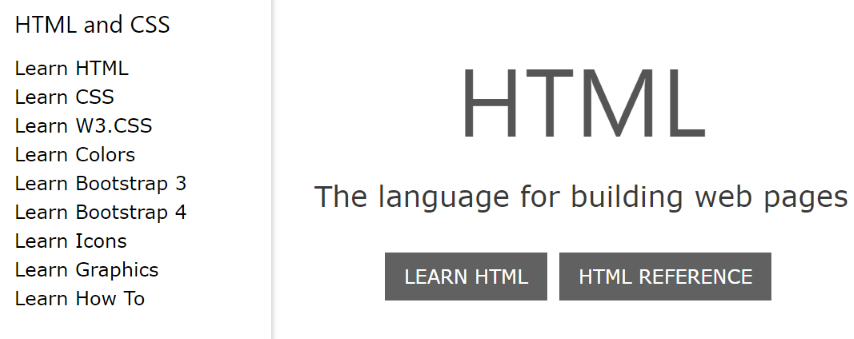 HTML and CSS
Learn HTML
Learn CSS
Learn W3.CSS
Learn Colors
Learn Bootstrap 3
Learn Bootstrap 4
Learn Icons
Learn Graphics
Learn How To
HTML
The language for building web pages
LEARN HTML
HTML REFERENCE